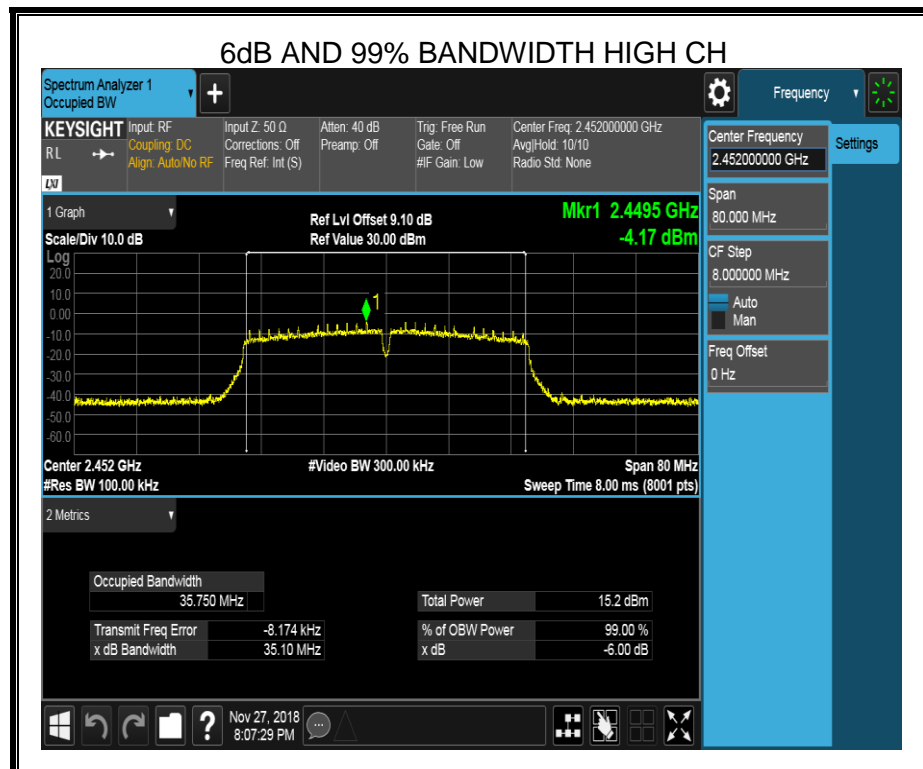 6dB AND 99% BANDWIDTH HIGH CH
Spectrum Analyzer 1
Occupied BW
+
Frequency
KEYSIGHT
RL
LXI
Input: RF
Coupling: DC
Align: Auto/No RF
Input Z: 50 Ω
Corrections: Off
Freq Ref: Int (S)
Atten: 40 dB
Preamp: Off
Trig: Free Run
Gate: Off
#IF Gain: Low
Center Freq: 2.452000000 GHz
Avg|Hold: 10/10
Radio Std: None
Center Frequency
2.452000000 GHz
Settings
Span
80.000 MHz
CF Step
8.000000 MHz
Auto
Man
Freq Offset
0 Hz
1 Graph
Scale/Div 10.0 dB
Ref Lvl Offset 9.10 dB
Ref Value 30.00 dBm
Mkr1 2.4495 GHz
-4.17 dBm
Log
20.0
10.0
0.00
-10.0
-20.0
-30.0
-40.0
-50.0
-60.0
1
Center 2.452 GHz
#Res BW 100.00 kHz
#Video BW 300.00 kHz
Span 80 MHz
Sweep Time 8.00 ms (8001 pts)
2 Metrics
Occupied Bandwidth
35.750 MHz
Total Power 15.2 dBm
Transmit Freq Error -8.174 kHz
% of OBW Power 99.00 %
x dB Bandwidth 35.10 MHz
x dB -6.00 dB
?
Nov 27, 2018
8:07:29 PM